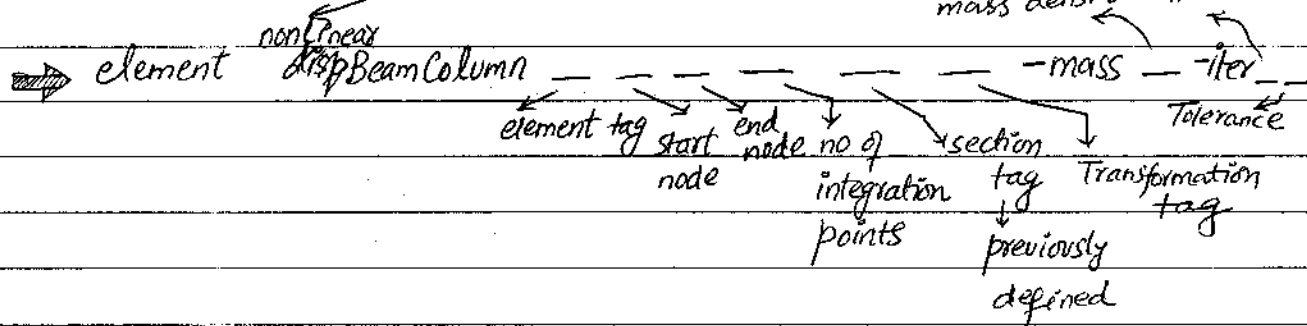 mass
nonlinear
element dispBeamColumn — — — — — — -mass — -iter — —
element tag start node end node no of integration points section tag Transformation tag Tolerance
previously defined